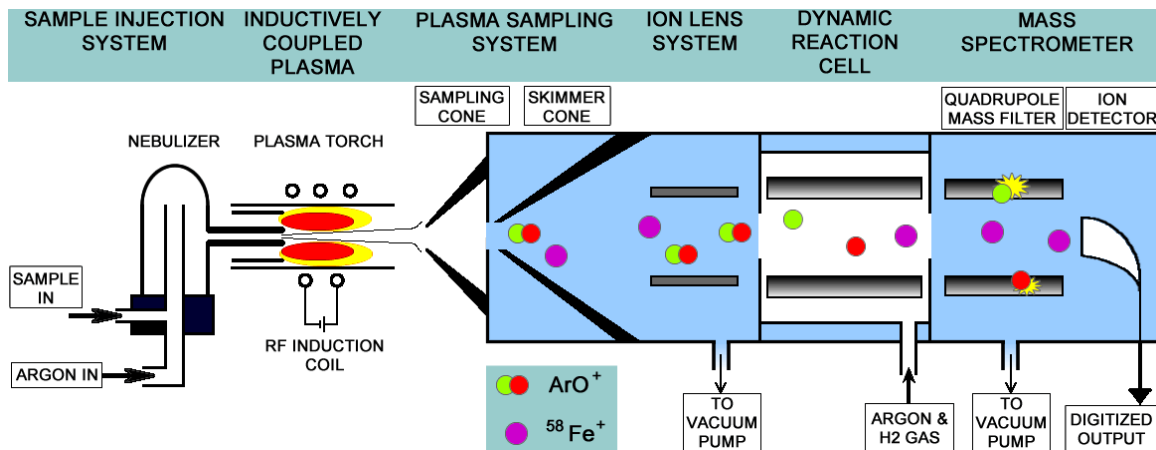 SAMPLE INJECTION
SYSTEM
INDUCTIVELY
COUPLED
PLASMA
PLASMA SAMPLING
SYSTEM
ION LENS
SYSTEM
DYNAMIC
REACTION
CELL
MASS
SPECTROMETER
SAMPLING
CONE
SKIMMER
CONE
QUADRUPOLE
MASS FILTER
ION
DETECTOR
NEBULIZER
PLASMA TORCH
SAMPLE
IN
ARGON IN
RF INDUCTION
COIL
ArO⁺
⁵⁸Fe⁺
TO
VACUUM
PUMP
ARGON &
H2 GAS
TO
VACUUM
PUMP
DIGITIZED
OUTPUT